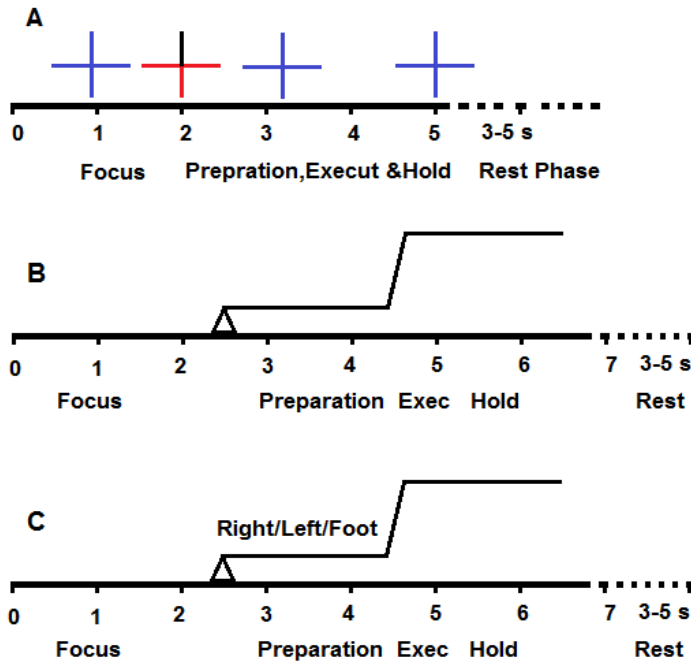 A
0 1 2 3 4 5 3-5 s
Focus Prepration,Execut &Hold Rest Phase
B
0 1 2 3 4 5 6 7 3-5 s
Focus Preparation Exec Hold Rest
C
Right/Left/Foot
0 1 2 3 4 5 6 7 3-5 s
Focus Preparation Exec Hold Rest